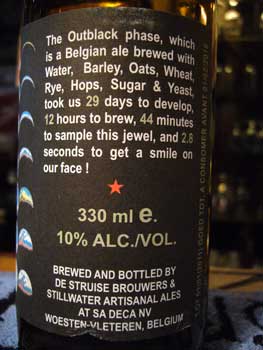 The Outblack phase, which
is a Belgian ale brewed with
Water, Barley, Oats, Wheat,
Rye, Hops, Sugar & Yeast,
took us 29 days to develop,
12 hours to brew, 44 minutes
to sample this jewel, and 2.8
seconds to get a smile on
our face !
330 ml e.
10% ALC./VOL.
BREWED AND BOTTLED BY
DE STRUISE BROUWERS &
STILLWATER ARTISANAL ALES
AT SA DECA NV
WOESTEN-VLETEREN, BELGIUM
A CONSOMER AVANT